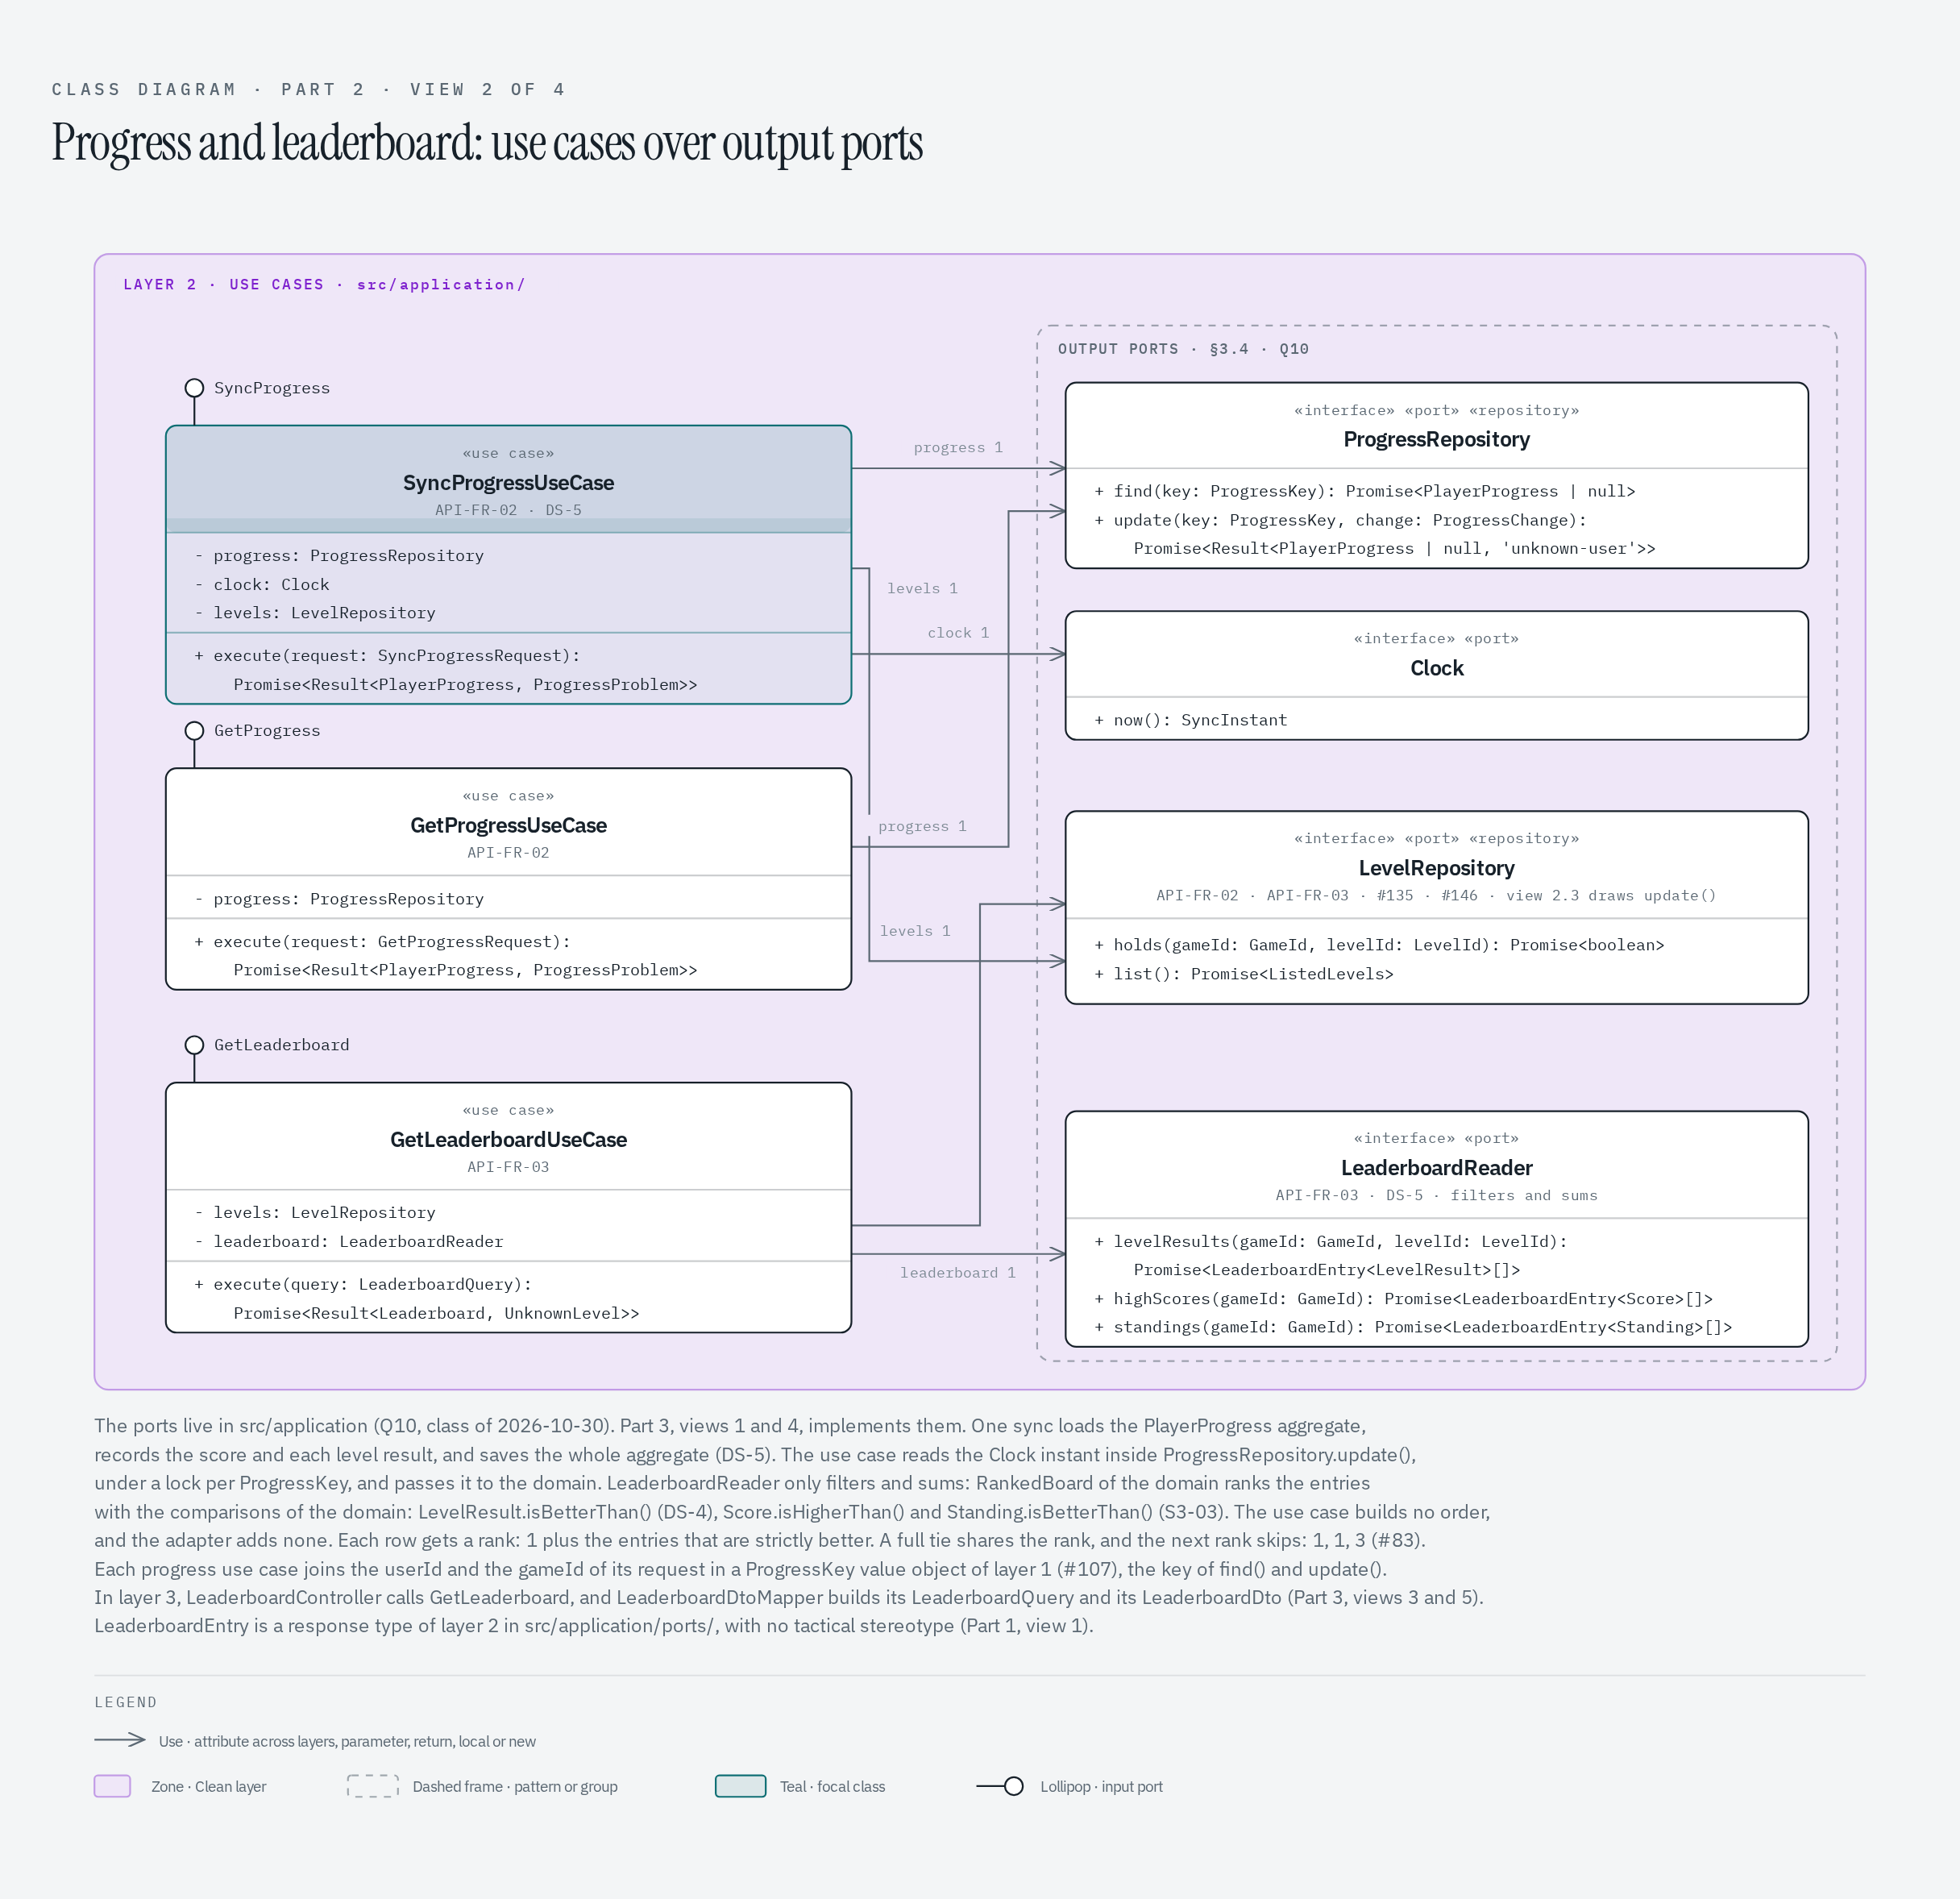 CLASS DIAGRAM · PART 2 · VIEW 2 OF 4
Progress and leaderboard: use cases over output ports
LAYER 2 · USE CASES · src/application/
OUTPUT PORTS · §3.4 · Q10
SyncProgress
«use case»
SyncProgressUseCase
API-FR-02 · DS-5
- progress: ProgressRepository
- clock: Clock
- levels: LevelRepository
+ execute(request: SyncProgressRequest):
Promise<Result<PlayerProgress, ProgressProblem>>
GetProgress
«use case»
GetProgressUseCase
API-FR-02
- progress: ProgressRepository
+ execute(request: GetProgressRequest):
Promise<Result<PlayerProgress, ProgressProblem>>
GetLeaderboard
«use case»
GetLeaderboardUseCase
API-FR-03
- levels: LevelRepository
- leaderboard: LeaderboardReader
+ execute(query: LeaderboardQuery):
Promise<Result<Leaderboard, UnknownLevel>>
progress 1
levels 1
clock 1
progress 1
levels 1
leaderboard 1
«interface» «port» «repository»
ProgressRepository
+ find(key: ProgressKey): Promise<PlayerProgress | null>
+ update(key: ProgressKey, change: ProgressChange):
Promise<Result<PlayerProgress | null, 'unknown-user'>>
«interface» «port»
Clock
+ now(): SyncInstant
«interface» «port» «repository»
LevelRepository
API-FR-02 · API-FR-03 · #135 · #146 · view 2.3 draws update()
+ holds(gameId: GameId, levelId: LevelId): Promise<boolean>
+ list(): Promise<ListedLevels>
«interface» «port»
LeaderboardReader
API-FR-03 · DS-5 · filters and sums
+ levelResults(gameId: GameId, levelId: LevelId):
Promise<LeaderboardEntry<LevelResult>[]>
+ highScores(gameId: GameId): Promise<LeaderboardEntry<Score>[]>
+ standings(gameId: GameId): Promise<LeaderboardEntry<Standing>[]>
The ports live in src/application (Q10, class of 2026-10-30). Part 3, views 1 and 4, implements them. One sync loads the PlayerProgress aggregate,
records the score and each level result, and saves the whole aggregate (DS-5). The use case reads the Clock instant inside ProgressRepository.update(),
under a lock per ProgressKey, and passes it to the domain. LeaderboardReader only filters and sums: RankedBoard of the domain ranks the entries
with the comparisons of the domain: LevelResult.isBetterThan() (DS-4), Score.isHigherThan() and Standing.isBetterThan() (S3-03). The use case builds no order,
and the adapter adds none. Each row gets a rank: 1 plus the entries that are strictly better. A full tie shares the rank, and the next rank skips: 1, 1, 3 (#83).
Each progress use case joins the userId and the gameId of its request in a ProgressKey value object of layer 1 (#107), the key of find() and update().
In layer 3, LeaderboardController calls GetLeaderboard, and LeaderboardDtoMapper builds its LeaderboardQuery and its LeaderboardDto (Part 3, views 3 and 5).
LeaderboardEntry is a response type of layer 2 in src/application/ports/, with no tactical stereotype (Part 1, view 1).
LEGEND
Use · attribute across layers, parameter, return, local or new
Zone · Clean layer
Dashed frame · pattern or group
Teal · focal class
Lollipop · input port